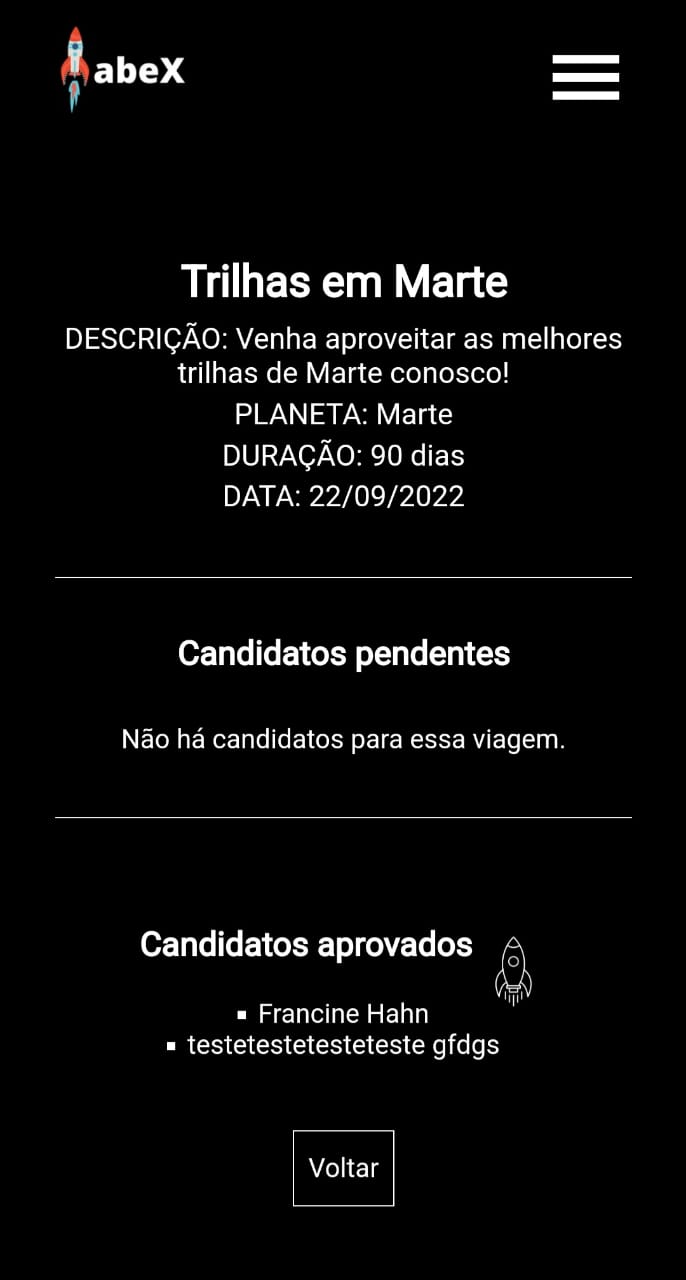 abeX
Trilhas em Marte
DESCRIÇÃO: Venha aproveitar as melhores
trilhas de Marte conosco!
PLANETA: Marte
DURAÇÃO: 90 dias
DATA: 22/09/2022
Candidatos pendentes
Não há candidatos para essa viagem.
Candidatos aprovados
▪ Francine Hahn
▪ testetestetesteteste gfdgs
Voltar